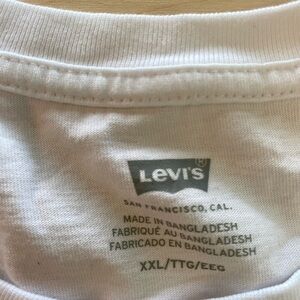 Levi's®
SAN FRANCISCO, CAL.
MADE IN BANGLADESH
FABRIQUÉ AU BANGLADESH
FABRICADO EN BANGLADESH
XXL/TTG/EEG